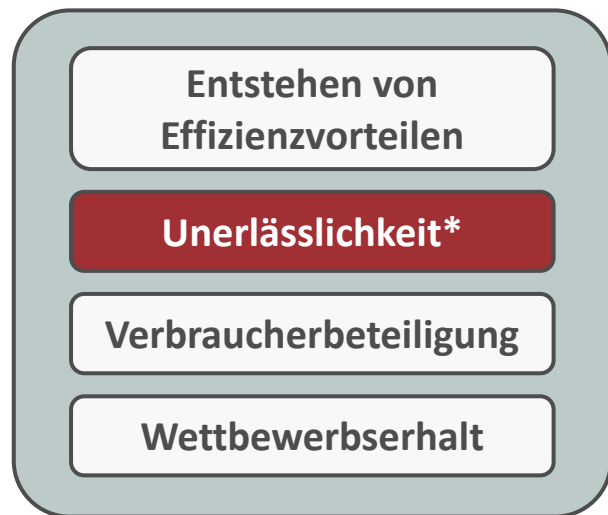 Entstehen von
Effizienzvorteilen
Unerlässlichkeit*
Verbraucherbeteiligung
Wettbewerbserhalt